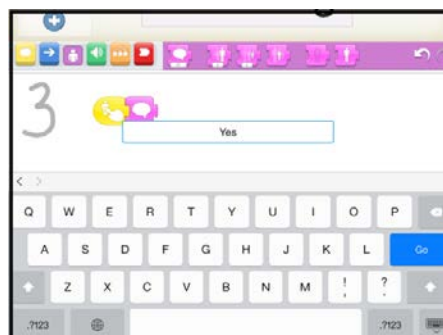 3
Yes
Q W E R T Y U I O P
A S D F G H J K L Go
Z X C V B N M ! , ? .
.?123 .?123